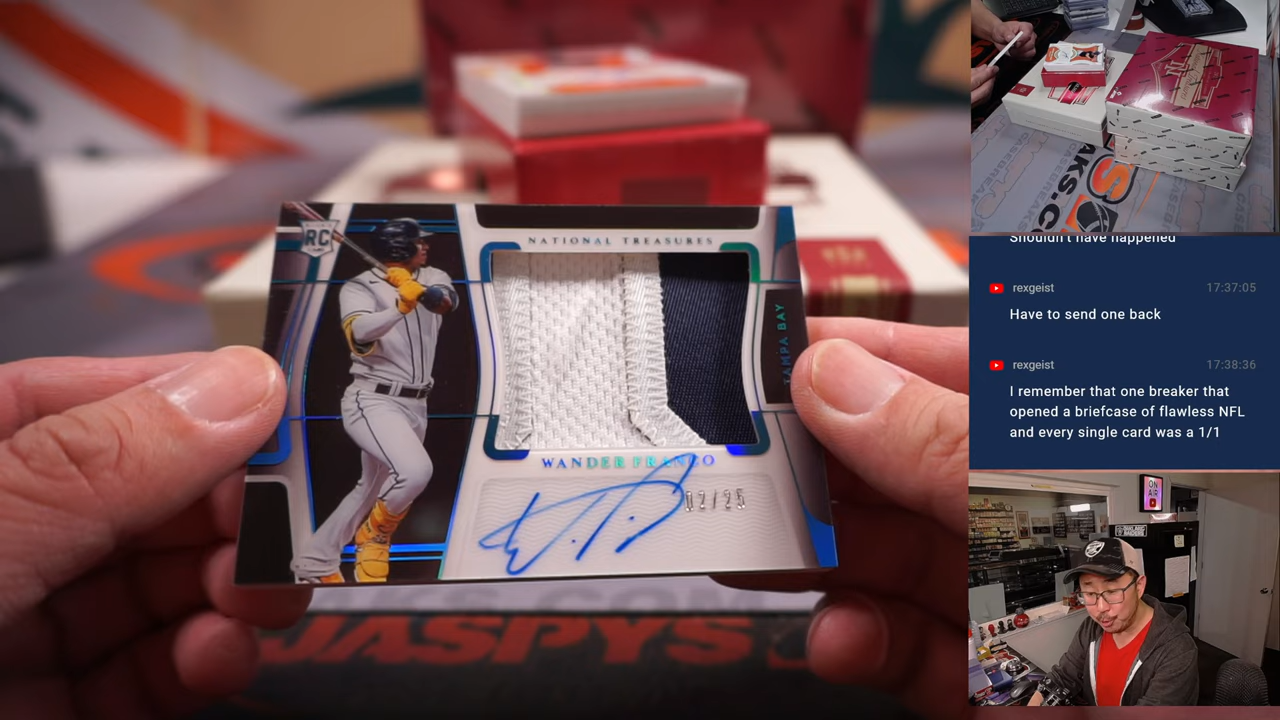 RC
NATIONAL TREASURES
TAMPA BAY
WANDER FRANCO
02/25
JASPYS
Shouldn't have happened
rexgeist
17:37:05
Have to send one back
rexgeist
17:38:36
I remember that one breaker that
opened a briefcase of flawless NFL
and every single card was a 1/1
ON
AIR